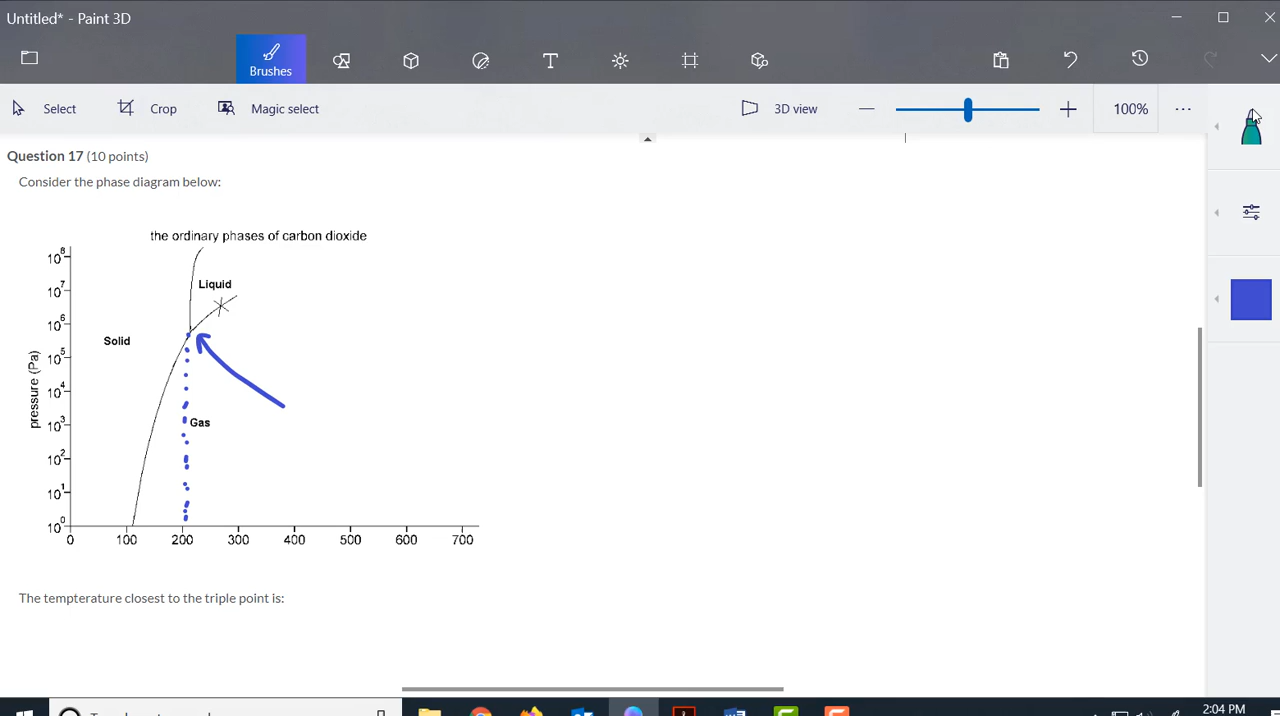 Untitled* - Paint 3D
Brushes
Select
Crop
Magic select
3D view
100%
Question 17 (10 points)
Consider the phase diagram below:
the ordinary phases of carbon dioxide
10^8
10^7
10^6
10^5
10^4
10^3
10^2
10^1
10^0
pressure (Pa)
Solid
Liquid
Gas
0 100 200 300 400 500 600 700
The tempterature closest to the triple point is:
2:04 PM